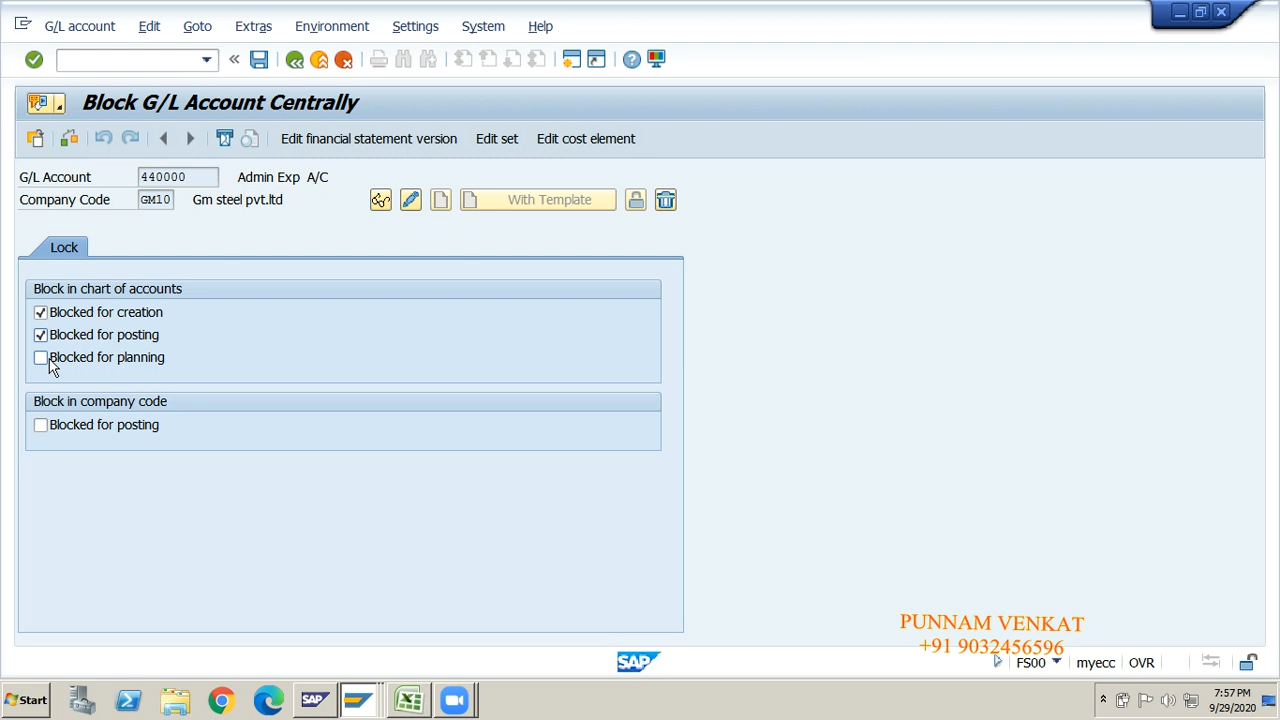 G/L account Edit Goto Extras Environment Settings System Help
Block G/L Account Centrally
Edit financial statement version Edit set Edit cost element
G/L Account 440000 Admin Exp A/C
Company Code GM10 Gm steel pvt.ltd With Template
Lock
Block in chart of accounts
Blocked for creation
Blocked for posting
Blocked for planning
Block in company code
Blocked for posting
PUNNAM VENKAT
+91 9032456596
SAP FS00 myecc OVR
Start SAP 7:57 PM
9/29/2020